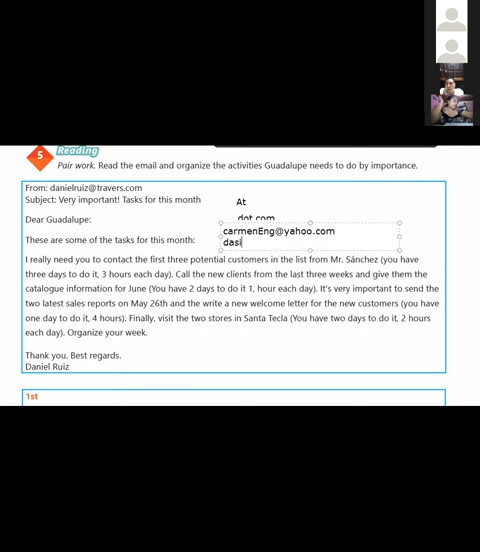 5 Reading
Pair work. Read the email and organize the activities Guadalupe needs to do by importance.
From: danielruiz@travers.com
Subject: Very important! Tasks for this month
At
Dear Guadalupe:
dot com
carmenEng@yahoo.com
These are some of the tasks for this month:
dasi
I really need you to contact the first three potential customers in the list from Mr. Sánchez (you have
three days to do it, 3 hours each day). Call the new clients from the last three weeks and give them the
catalogue information for June (You have 2 days to do it 1, hour each day). It's very important to send the
two latest sales reports on May 26th and the write a new welcome letter for the new customers (you have
one day to do it, 4 hours). Finally, visit the two stores in Santa Tecla (You have two days to do it, 2 hours
each day). Organize your week.
Thank you. Best regards.
Daniel Ruiz
1st